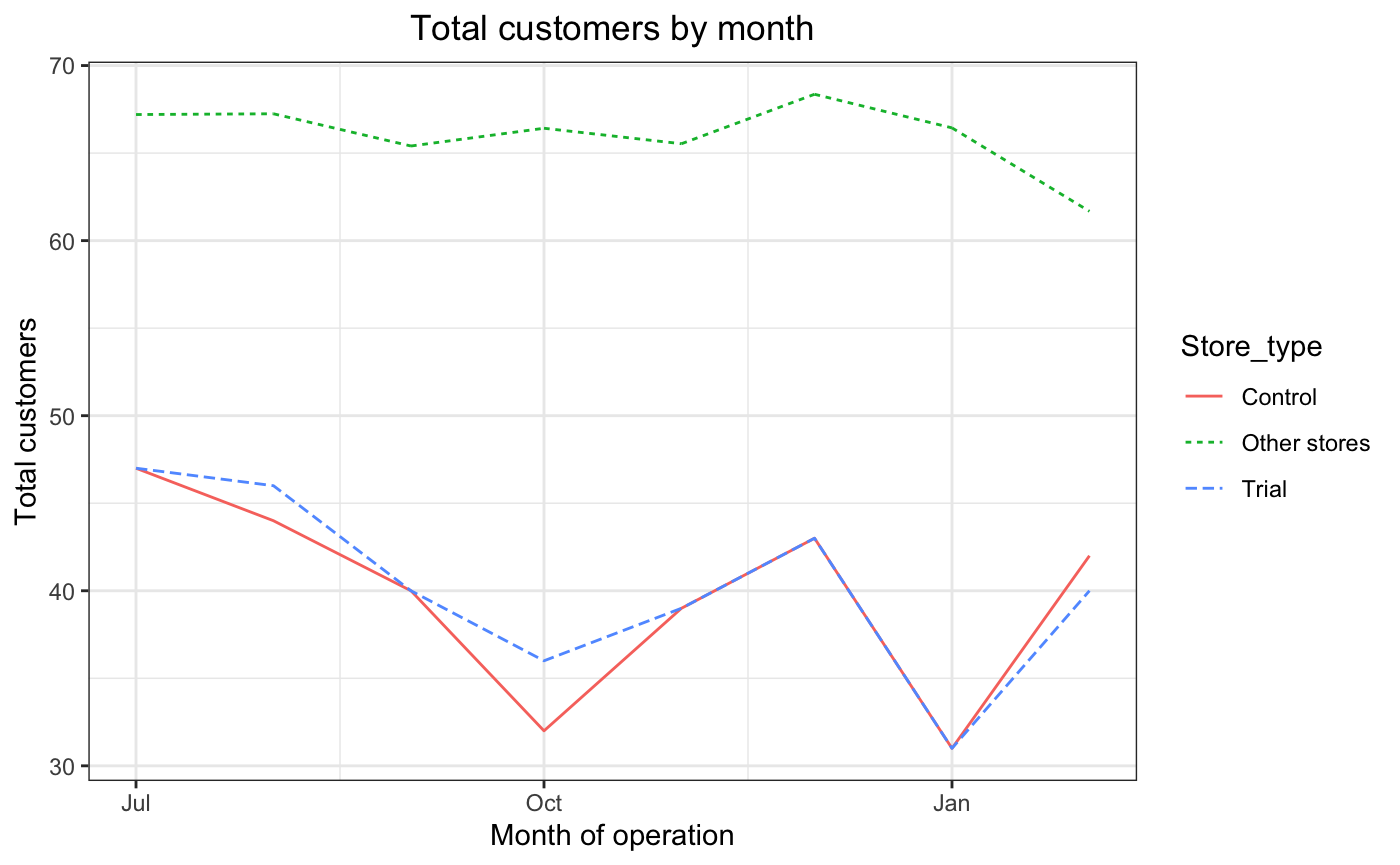 Total customers by month
70
60
50
40
30
Total customers
Jul
Oct
Jan
Month of operation
Store_type
Control
Other stores
Trial